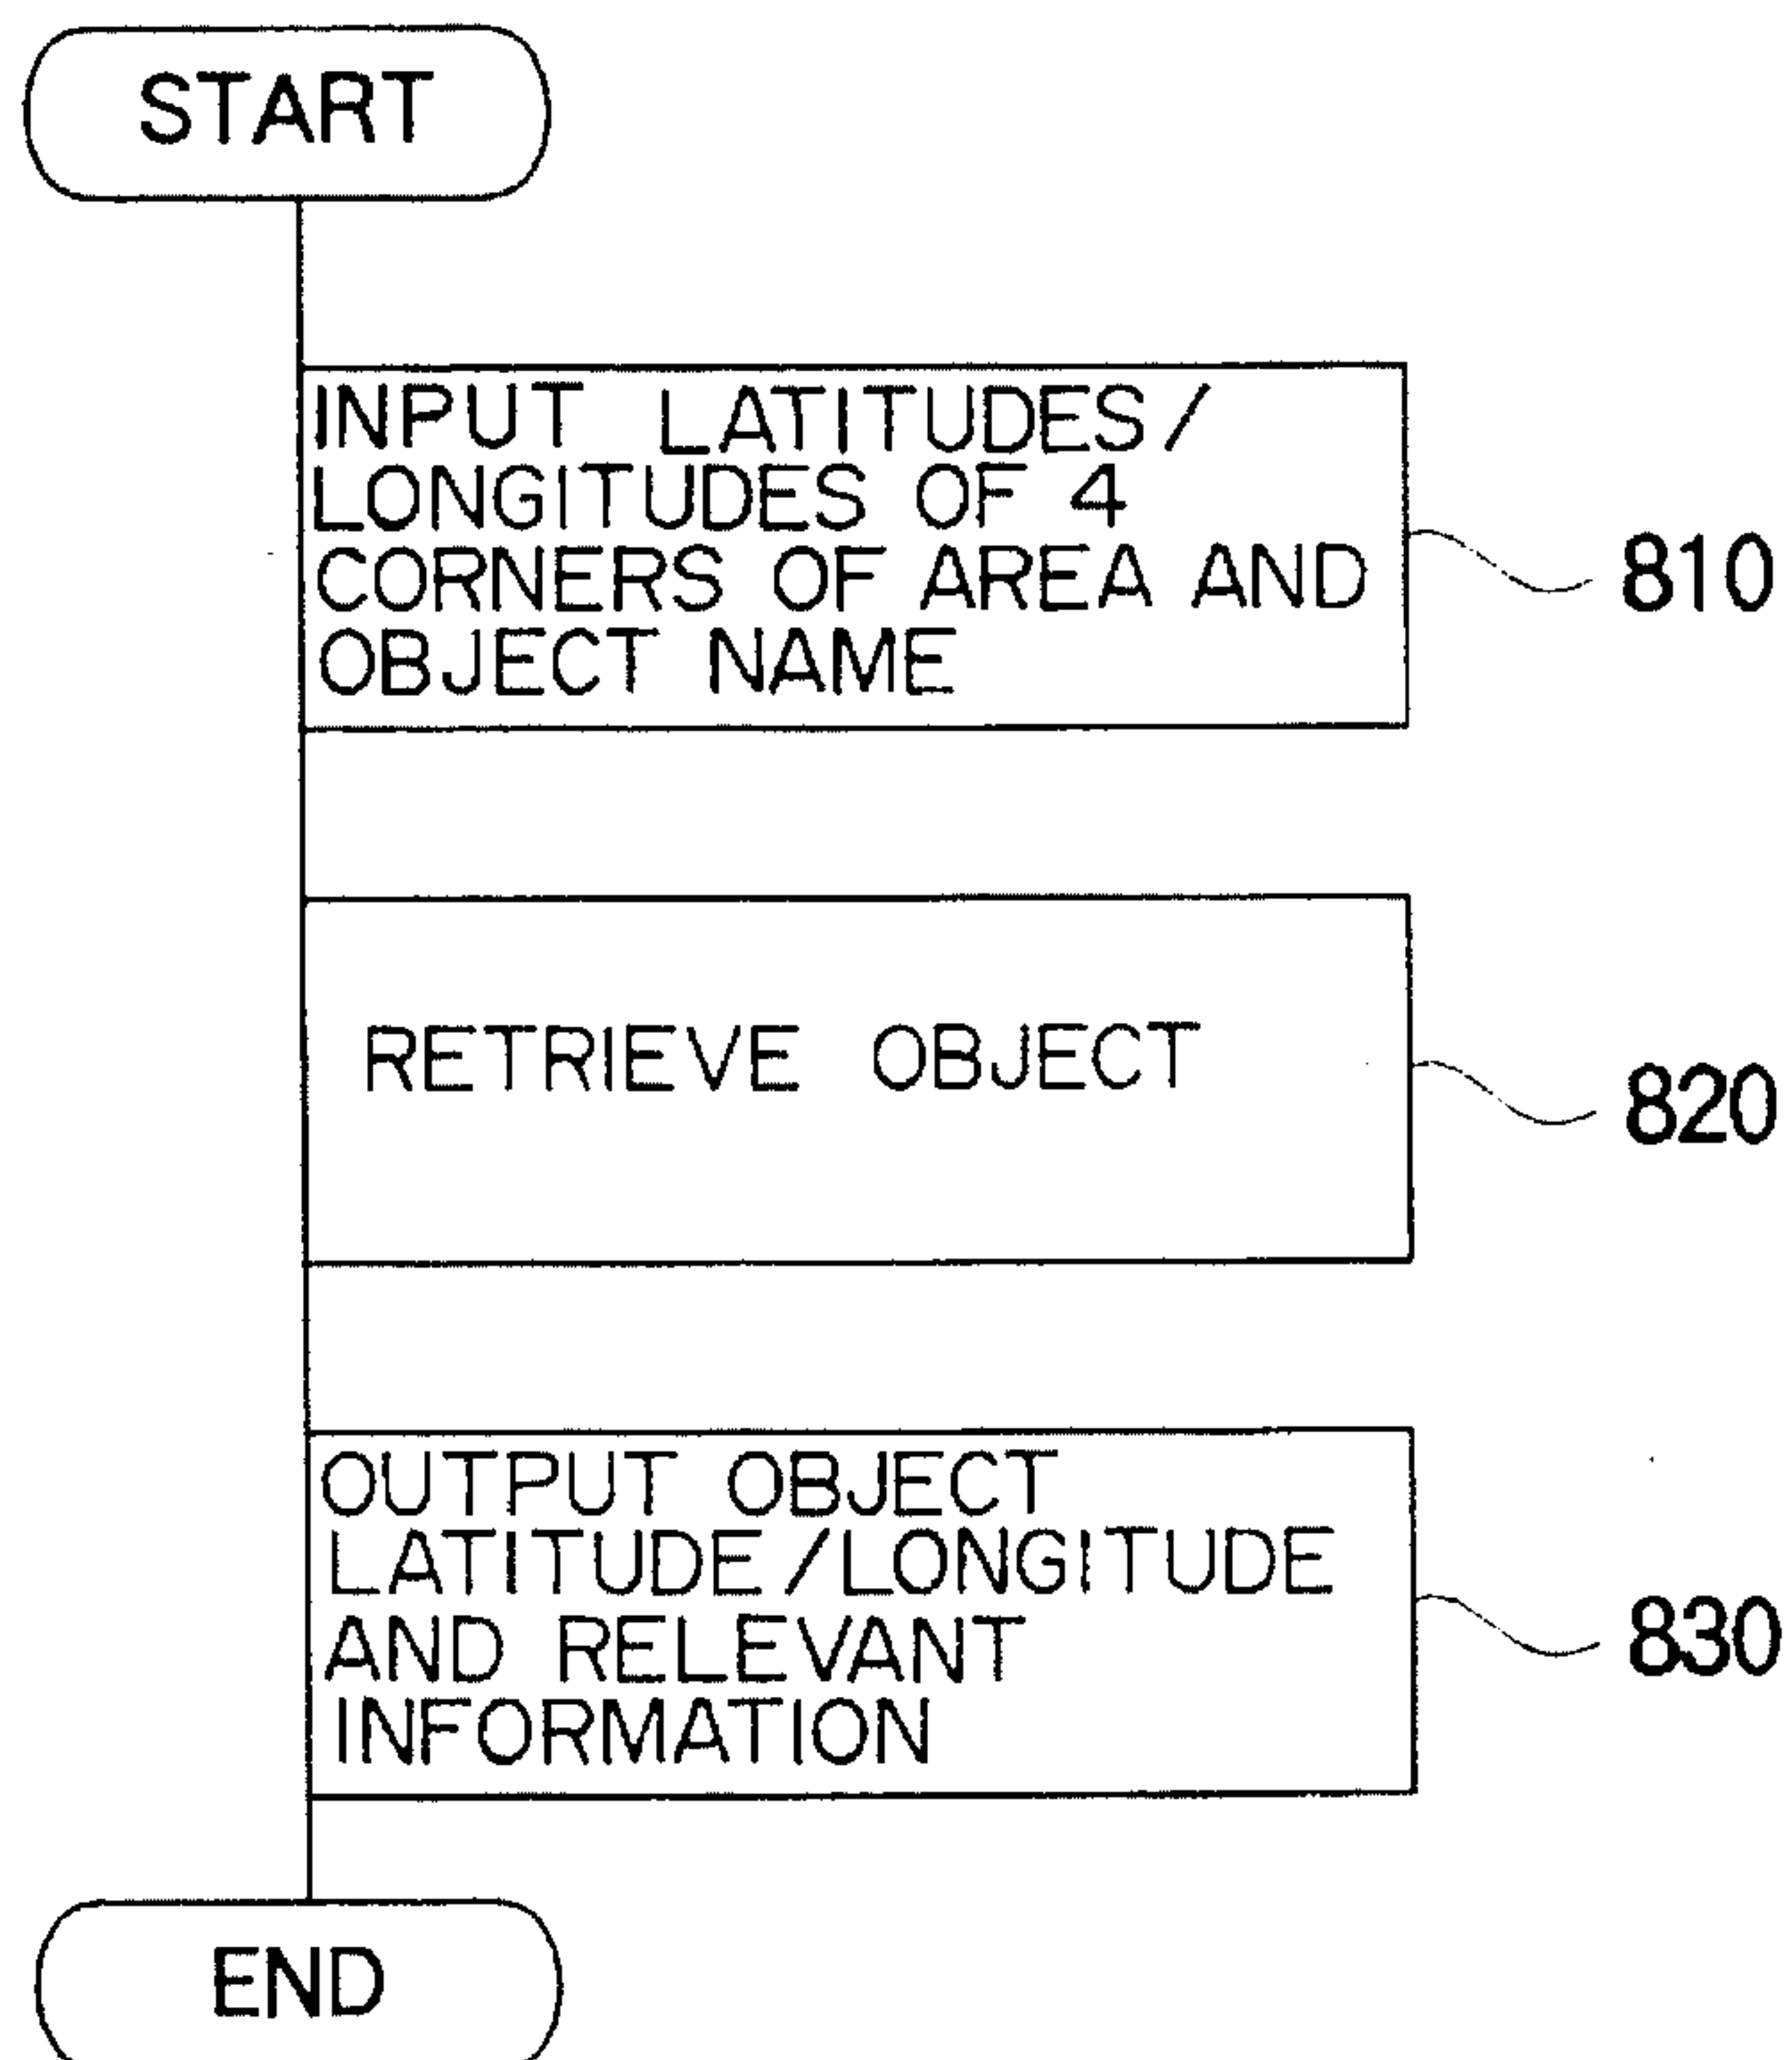 START
INPUT LATITUDES/
LONGITUDES OF 4
CORNERS OF AREA AND
OBJECT NAME
810
RETRIEVE OBJECT
820
OUTPUT OBJECT
LATITUDE/LONGITUDE
AND RELEVANT
INFORMATION
830
END